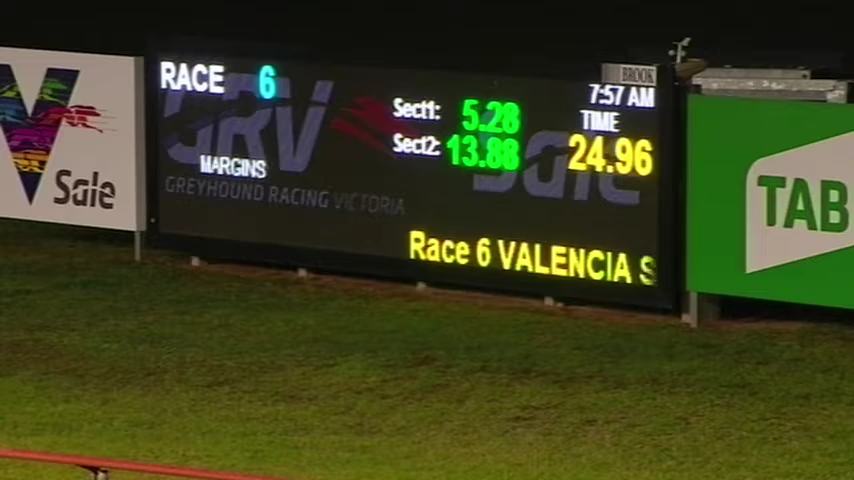 RACE 6
BROOK
7:57 AM
Sect1: 5.28
TIME
Sect2: 13.88
24.96
MARGINS
GRV
Sale
GREYHOUND RACING VICTORIA
Race 6 VALENCIA S
V
Sale
TAB